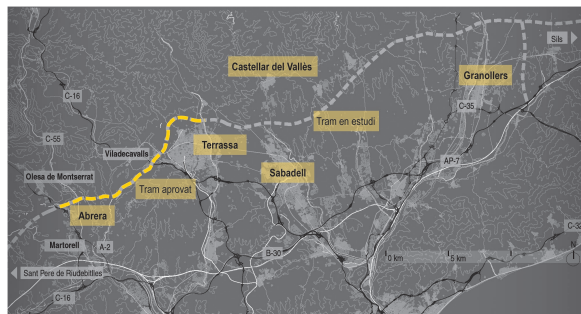 Sils
Castellar del Vallès
Granollers
C-16
C-35
Tram en estudi
C-55
Terrassa
Viladecavalls
AP-7
Sabadell
Olesa de Montserrat
Tram aprovat
Abrera
C-32
Martorell
A-2
B-30
0 km
5 km
N
Sant Pere de Riudebitlles
C-16